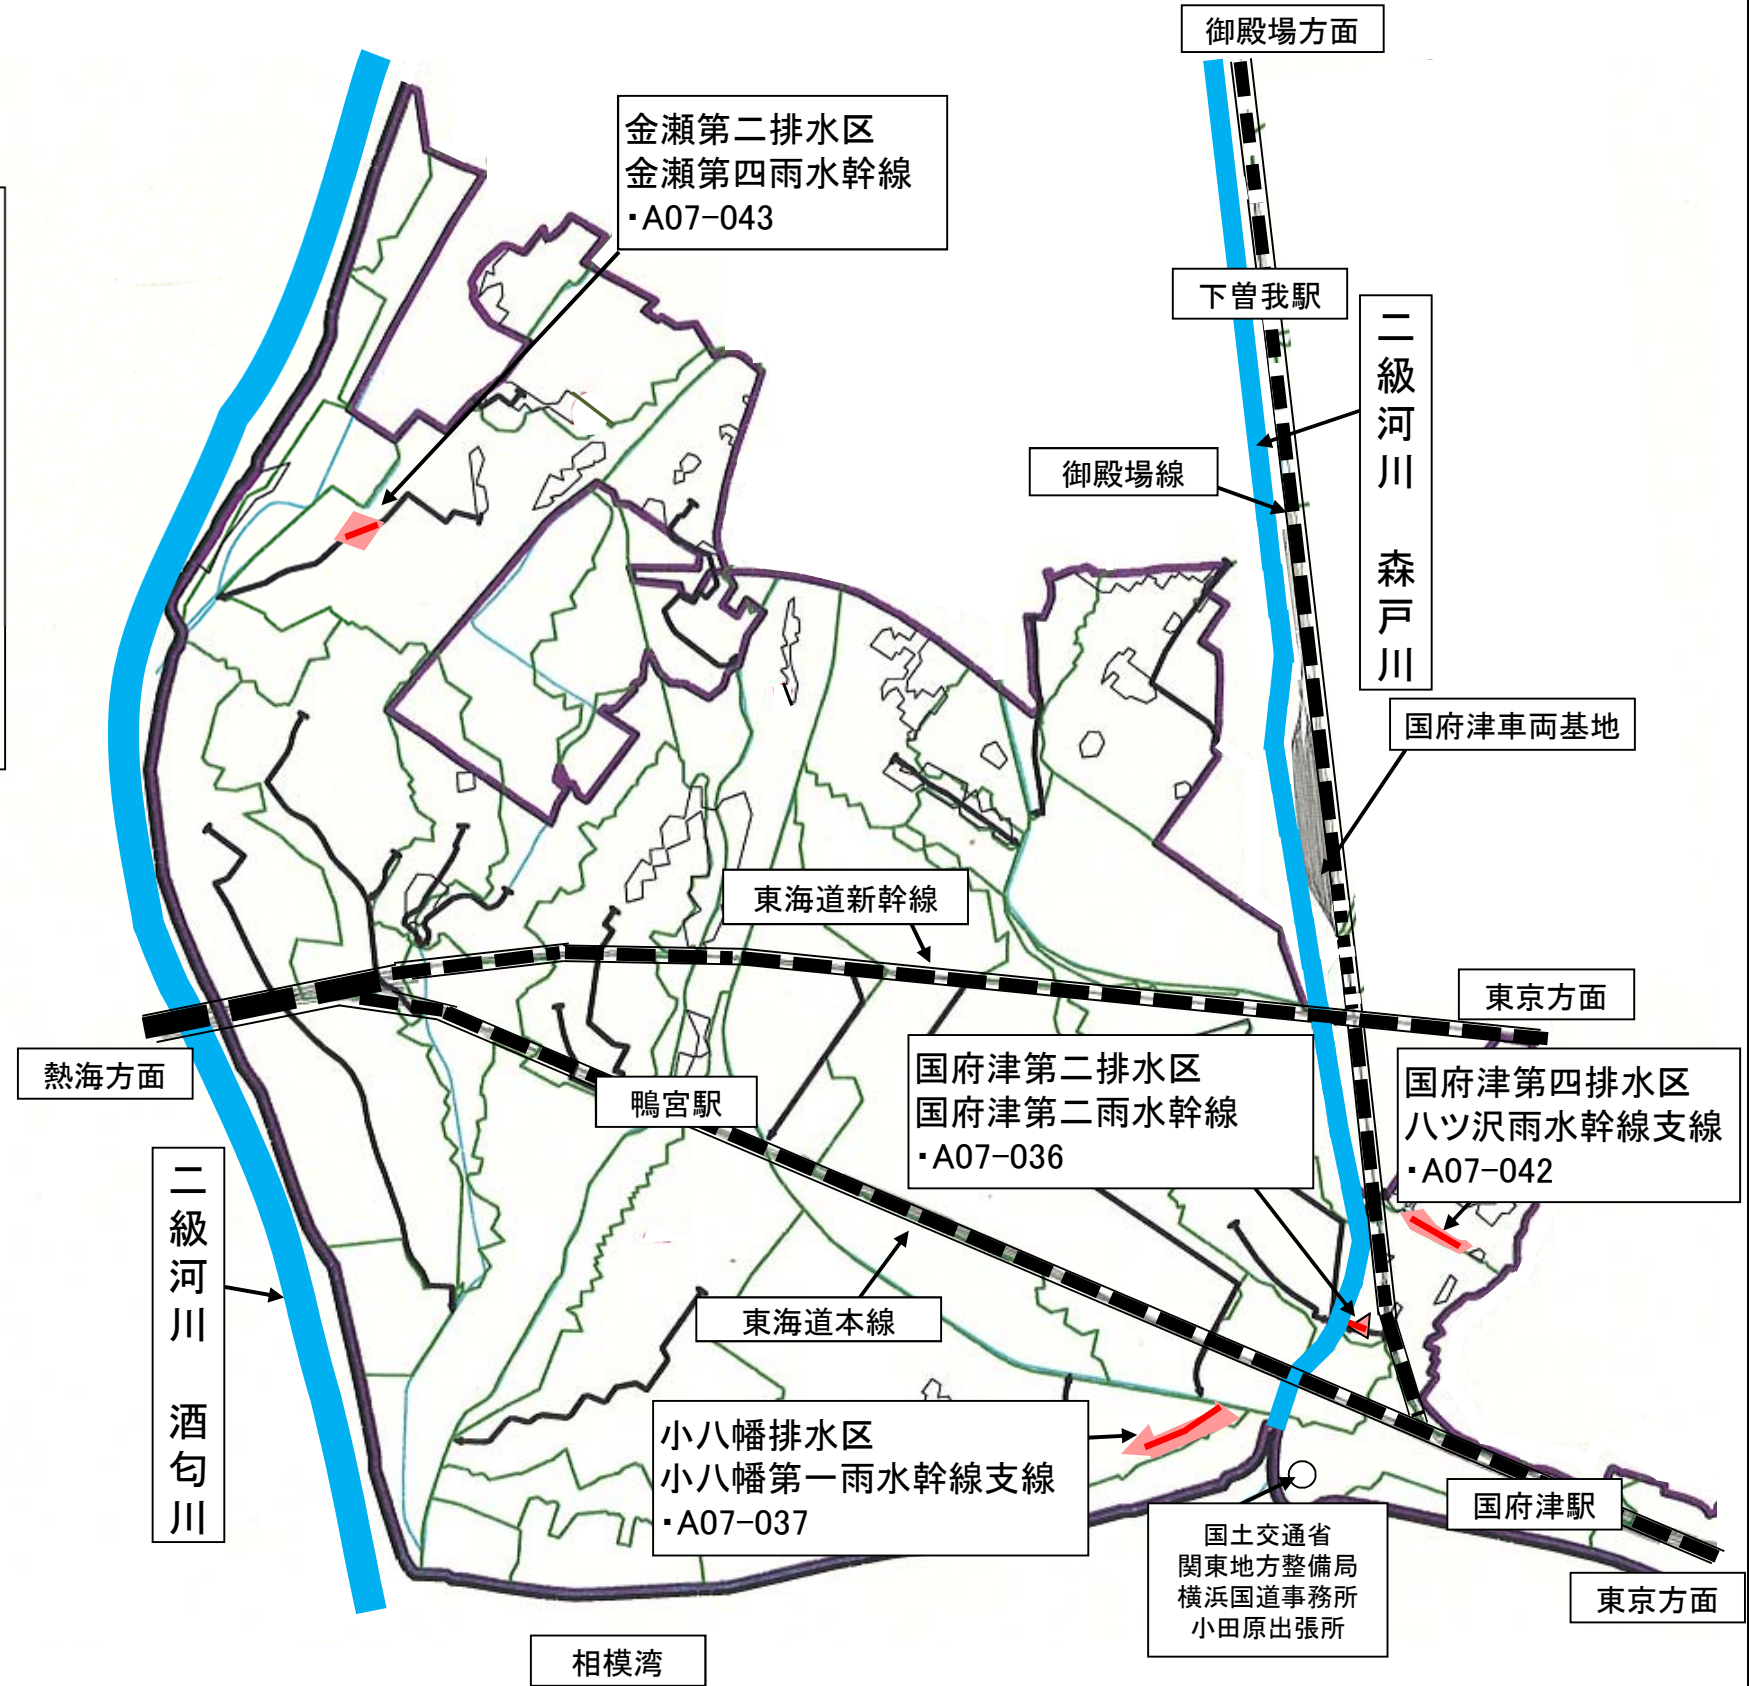 御殿場方面
金瀬第二排水区
金瀬第四雨水幹線
・A07-043
下曽我駅
二級河川　森戸川
御殿場線
国府津車両基地
東海道新幹線
東京方面
熱海方面
国府津第二排水区
国府津第二雨水幹線
・A07-036
国府津第四排水区
八ツ沢雨水幹線支線
・A07-042
鴨宮駅
二級河川　酒匂川
東海道本線
小八幡排水区
小八幡第一雨水幹線支線
・A07-037
国府津駅
国土交通省
関東地方整備局
横浜国道事務所
小田原出張所
東京方面
相模湾